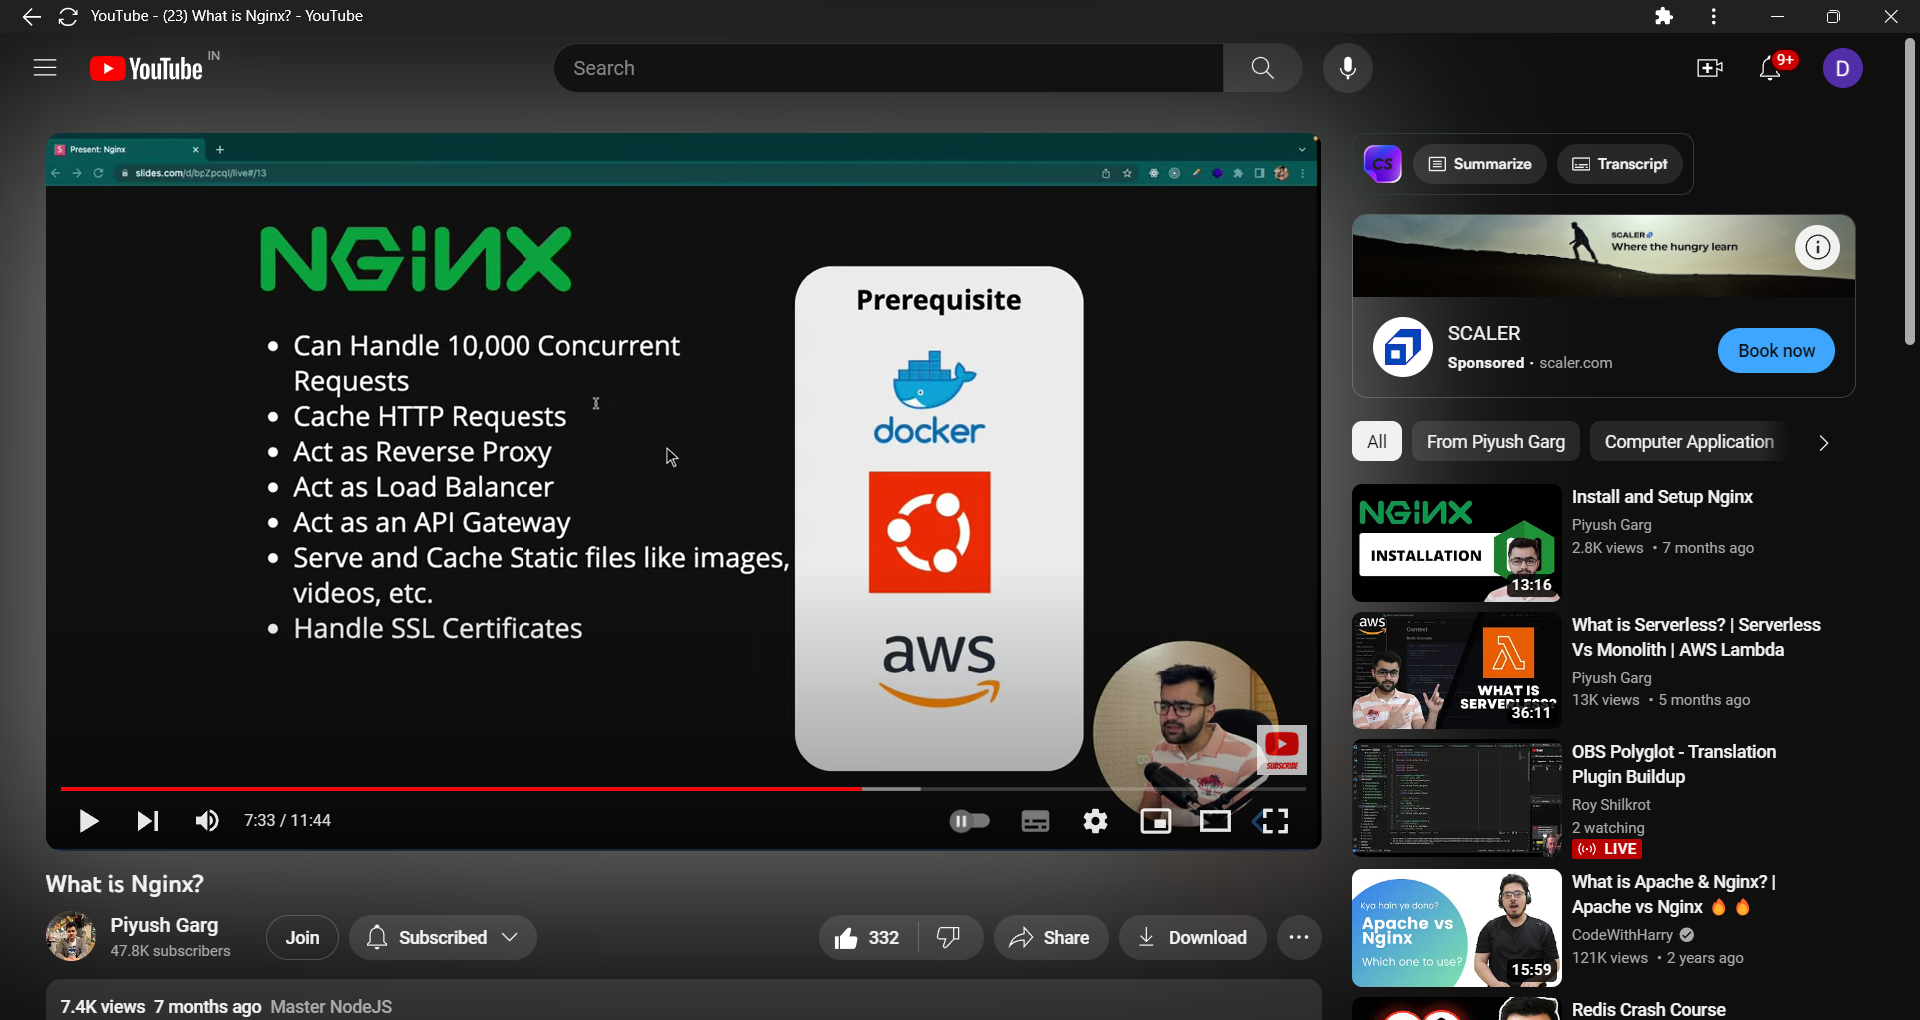 YouTube - (23) What is Nginx? - YouTube
YouTube IN
Search
9+
D
S Present: Nginx
slides.com/d/bpZpcqI/live#/13
NGiNX
• Can Handle 10,000 Concurrent
Requests
• Cache HTTP Requests
• Act as Reverse Proxy
• Act as Load Balancer
• Act as an API Gateway
• Serve and Cache Static files like images,
videos, etc.
• Handle SSL Certificates
Prerequisite
docker
aws
SUBSCRIBE
7:33 / 11:44
What is Nginx?
Piyush Garg
47.8K subscribers
Join
Subscribed
332
Share
Download
7.4K views 7 months ago Master NodeJS
CS
Summarize
Transcript
SCALER
Where the hungry learn
SCALER
Sponsored · scaler.com
Book now
All
From Piyush Garg
Computer Application
NGiNX
INSTALLATION
13:16
Install and Setup Nginx
Piyush Garg
2.8K views • 7 months ago
aws
Context
WHAT IS
SERVERLESS?
36:11
What is Serverless? | Serverless
Vs Monolith | AWS Lambda
Piyush Garg
13K views • 5 months ago
OBS Polyglot - Translation
Plugin Buildup
Roy Shilkrot
2 watching
LIVE
Kya hain ye dono?
Apache vs
Nginx
Which one to use?
15:59
What is Apache & Nginx? |
Apache vs Nginx 🔥 🔥
CodeWithHarry
121K views • 2 years ago
Redis Crash Course